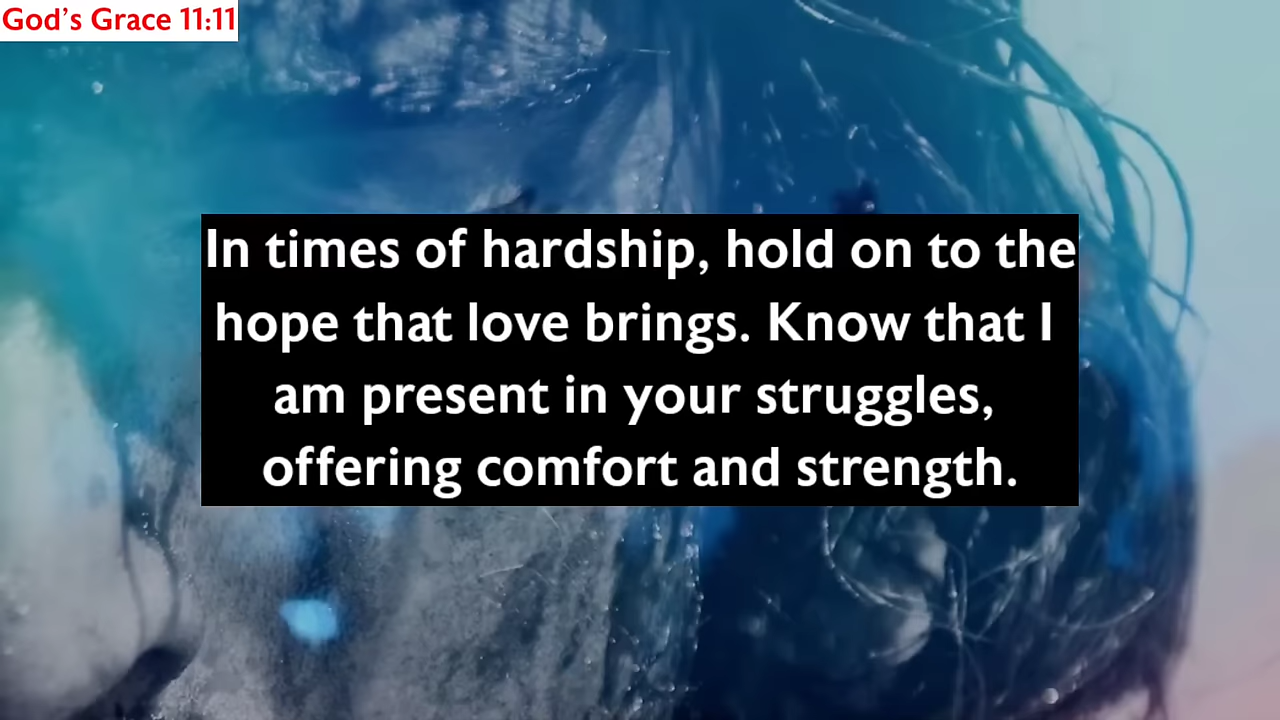 God’s Grace 11:11
In times of hardship, hold on to the
hope that love brings. Know that I
am present in your struggles,
offering comfort and strength.